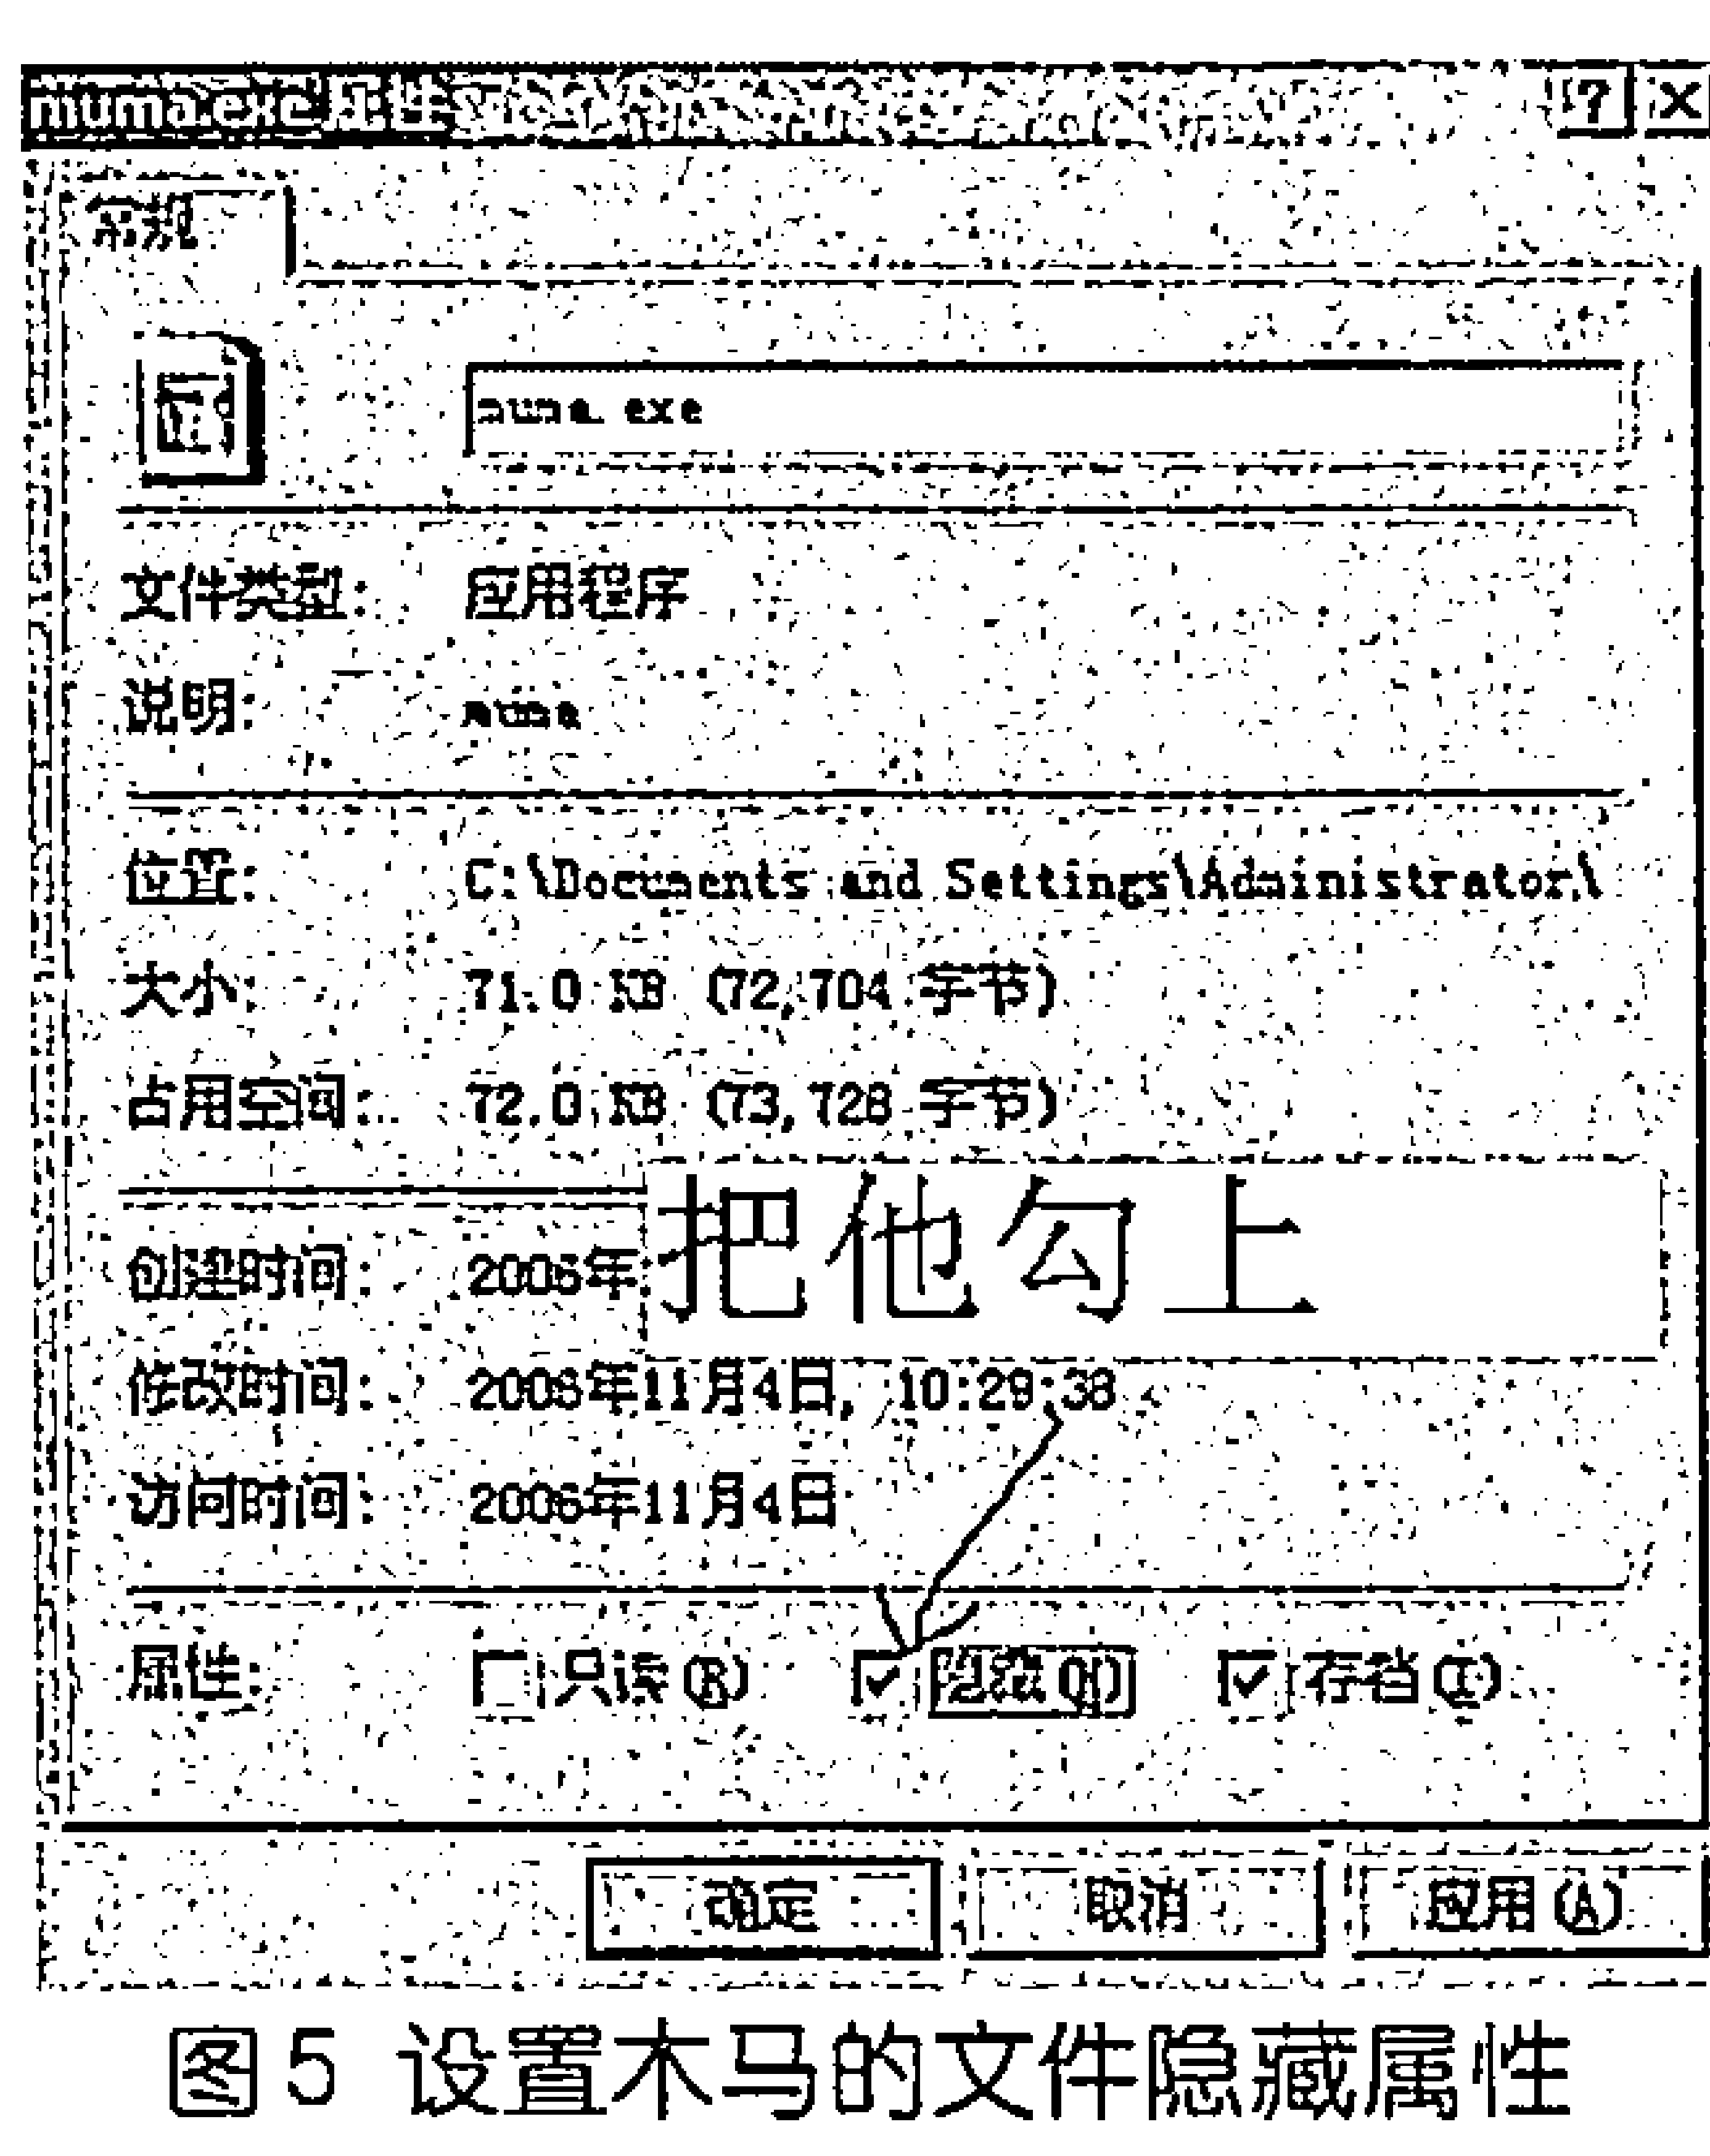 muma.exe 属性
常规
muma.exe
文件类型: 应用程序
说明: muma
位置: C:\Documents and Settings\Administrator\
大小: 71.0 KB (72,704 字节)
占用空间: 72.0 KB (73,728 字节)
把他勾上
创建时间: 2006年
修改时间: 2006年11月4日, 10:29:38
访问时间: 2006年11月4日
属性: 只读(R) 隐藏(H) 存档(I)
确定 取消 应用(A)
图5 设置木马的文件隐藏属性